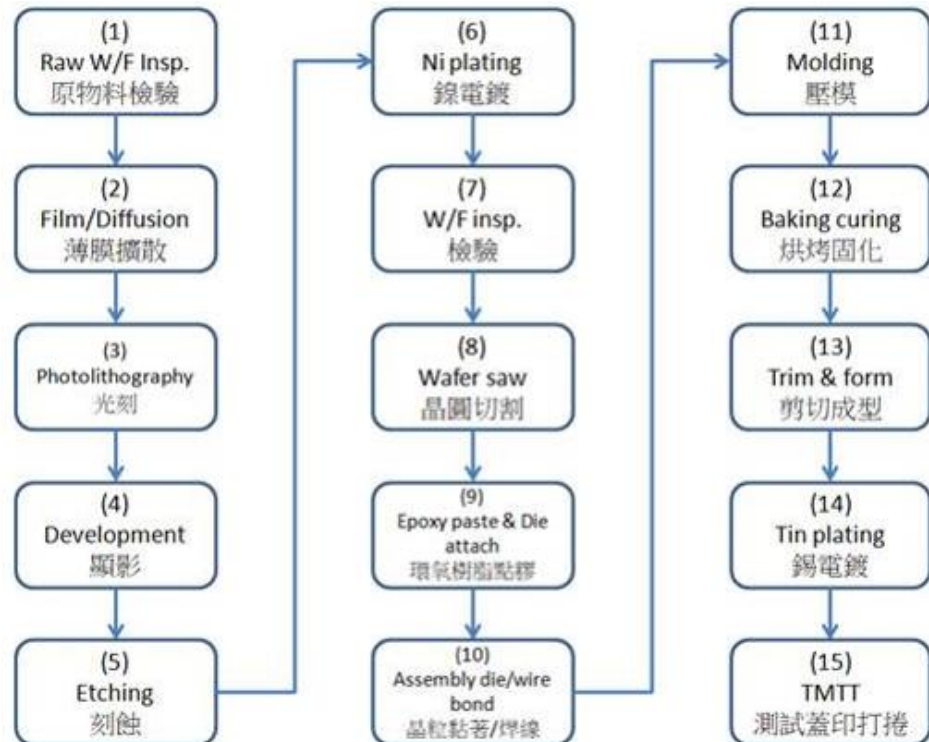 (1)
Raw W/F Insp.
原物料檢驗
(2)
Film/Diffusion
薄膜擴散
(3)
Photolithography
光刻
(4)
Development
顯影
(5)
Etching
刻蝕
(6)
Ni plating
鎳電鍍
(7)
W/F insp.
檢驗
(8)
Wafer saw
晶圓切割
(9)
Epoxy paste & Die
attach
環氧樹脂點膠
(10)
Assembly die/wire
bond
晶粒黏著/焊線
(11)
Molding
壓模
(12)
Baking curing
烘烤固化
(13)
Trim & form
剪切成型
(14)
Tin plating
錫電鍍
(15)
TMTT
測試蓋印打捲